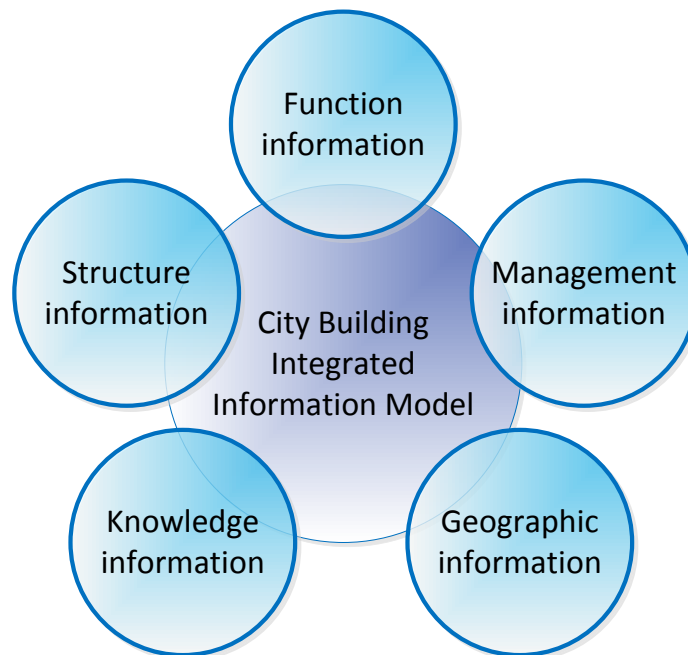 Function
information
Structure
information
Management
information
City Building
Integrated
Information Model
Knowledge
information
Geographic
information